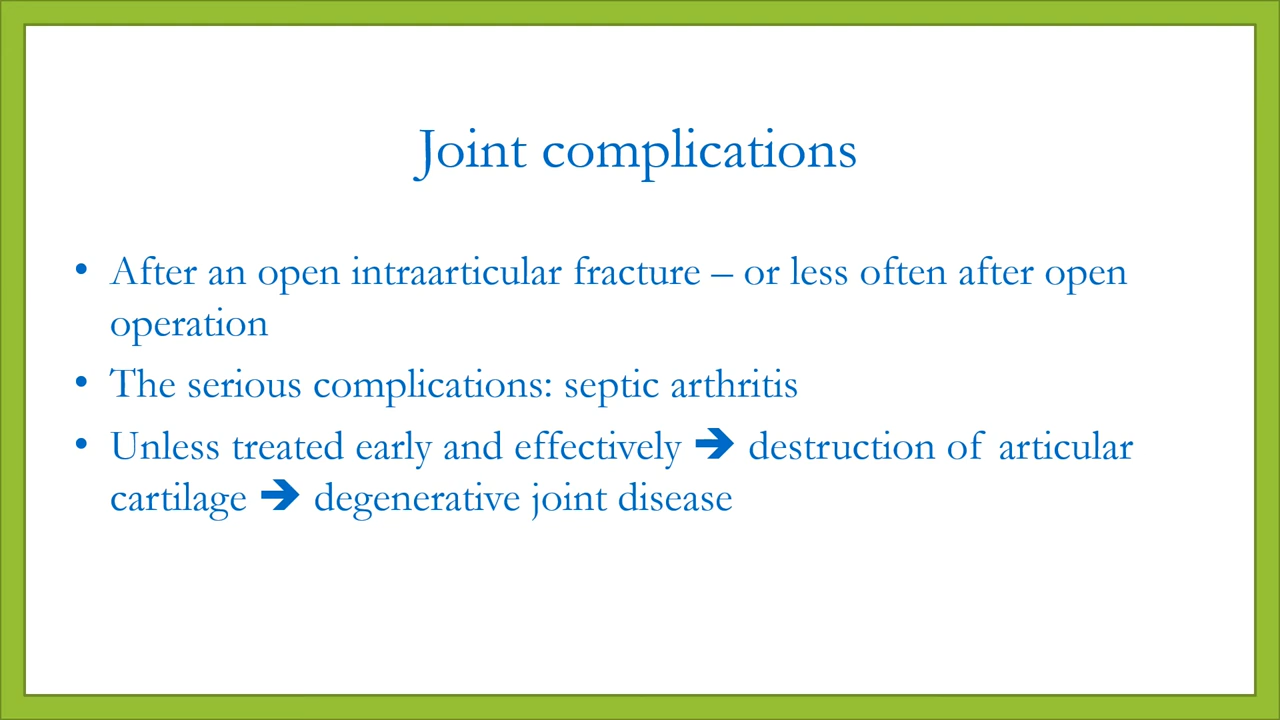 Joint complications
• After an open intraarticular fracture – or less often after open
operation
• The serious complications: septic arthritis
• Unless treated early and effectively 🡺 destruction of articular
cartilage 🡺 degenerative joint disease